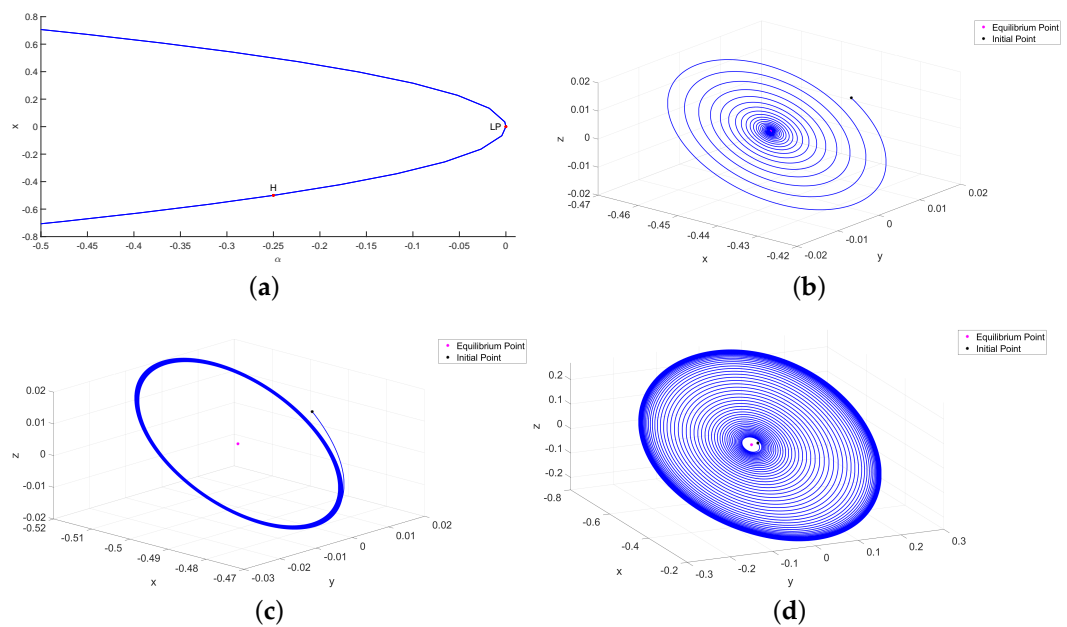 0.8
0.6
0.4
0.2
0
-0.2
-0.4
-0.6
-0.8
x
LP
H
-0.5 -0.45 -0.4 -0.35 -0.3 -0.25 -0.2 -0.15 -0.1 -0.05 0
α
(a)
Equilibrium Point
Initial Point
0.02
0.01
0
-0.01
-0.02
z
-0.47
-0.46
-0.45
-0.44
-0.43
-0.42
x
-0.02
-0.01
0
0.01
0.02
y
(b)
Equilibrium Point
Initial Point
0.02
0.01
0
-0.01
-0.02
z
-0.52
-0.51
-0.5
-0.49
-0.48
-0.47
x
-0.03
-0.02
-0.01
0
0.01
0.02
y
(c)
Equilibrium Point
Initial Point
0.2
0.1
0
-0.1
-0.2
z
-0.8
-0.6
-0.4
-0.2
x
-0.3
-0.2
-0.1
0
0.1
0.2
0.3
y
(d)